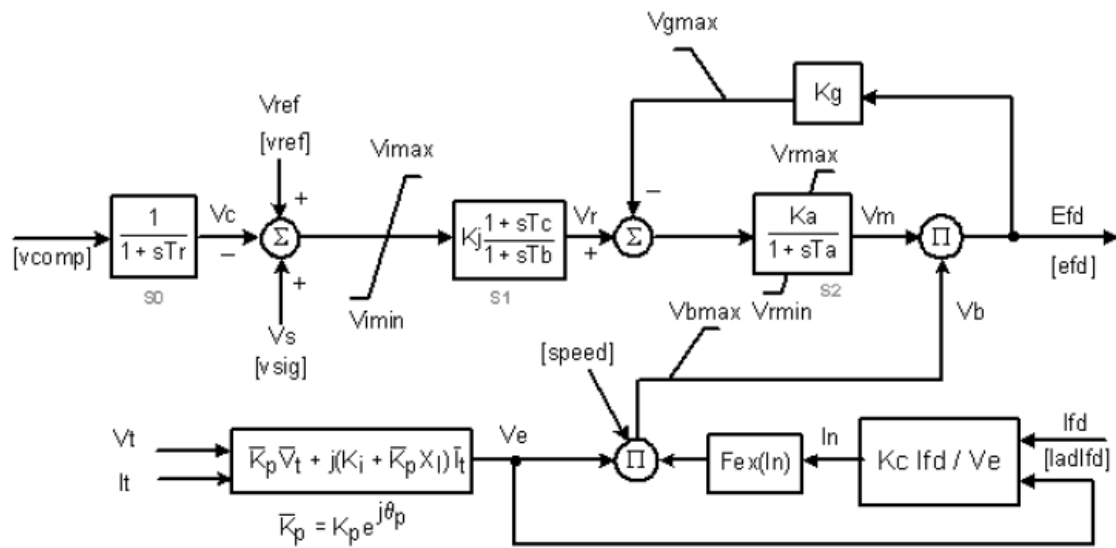 Vgmax
Kg
Vref
[vref]
Vimax
Vrmax
+
−
1
1 + sTr
Vc
−
Σ
Kj
1 + sTc
1 + sTb
Vr
+
Σ
Ka
1 + sTa
Vm
Π
Efd
[efd]
[vcomp]
S0
+
S1
S2
Vimin
Vbmax
Vrmin
Vb
Vs
[vsig]
[speed]
Vt
It
K̅pV̅t + j(Ki + K̅pXl) I̅t
Ve
Π
Fex(In)
In
Kc Ifd / Ve
Ifd
[ladIfd]
K̅p = Kpe^jθp